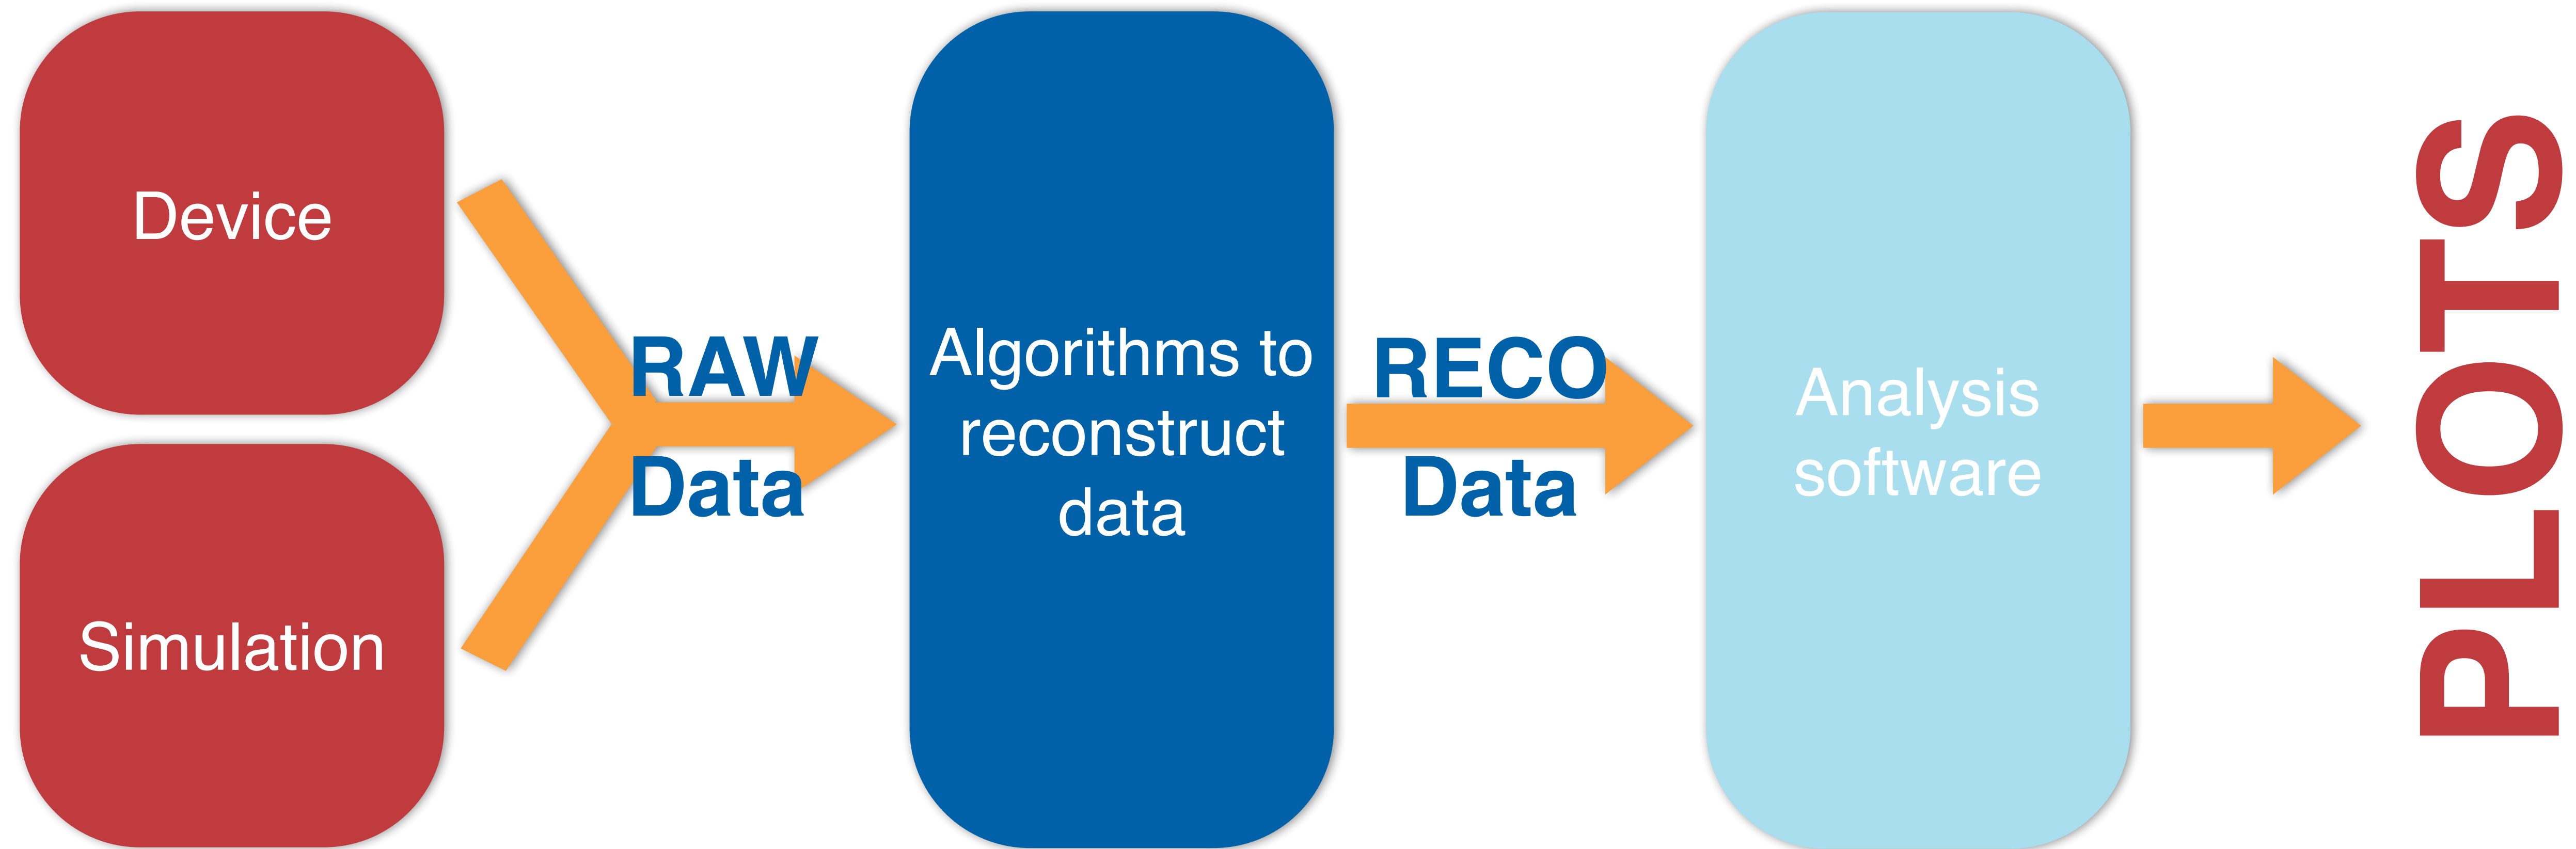 Device
Simulation
RAW
Data
Algorithms to
reconstruct
data
RECO
Data
Analysis
software
PLOTS